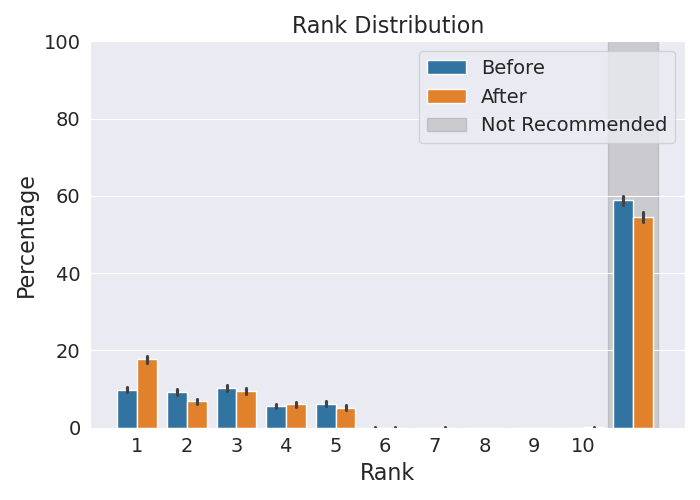 Rank Distribution
100
80
60
40
20
0
Percentage
Before
After
Not Recommended
1 2 3 4 5 6 7 8 9 10
Rank